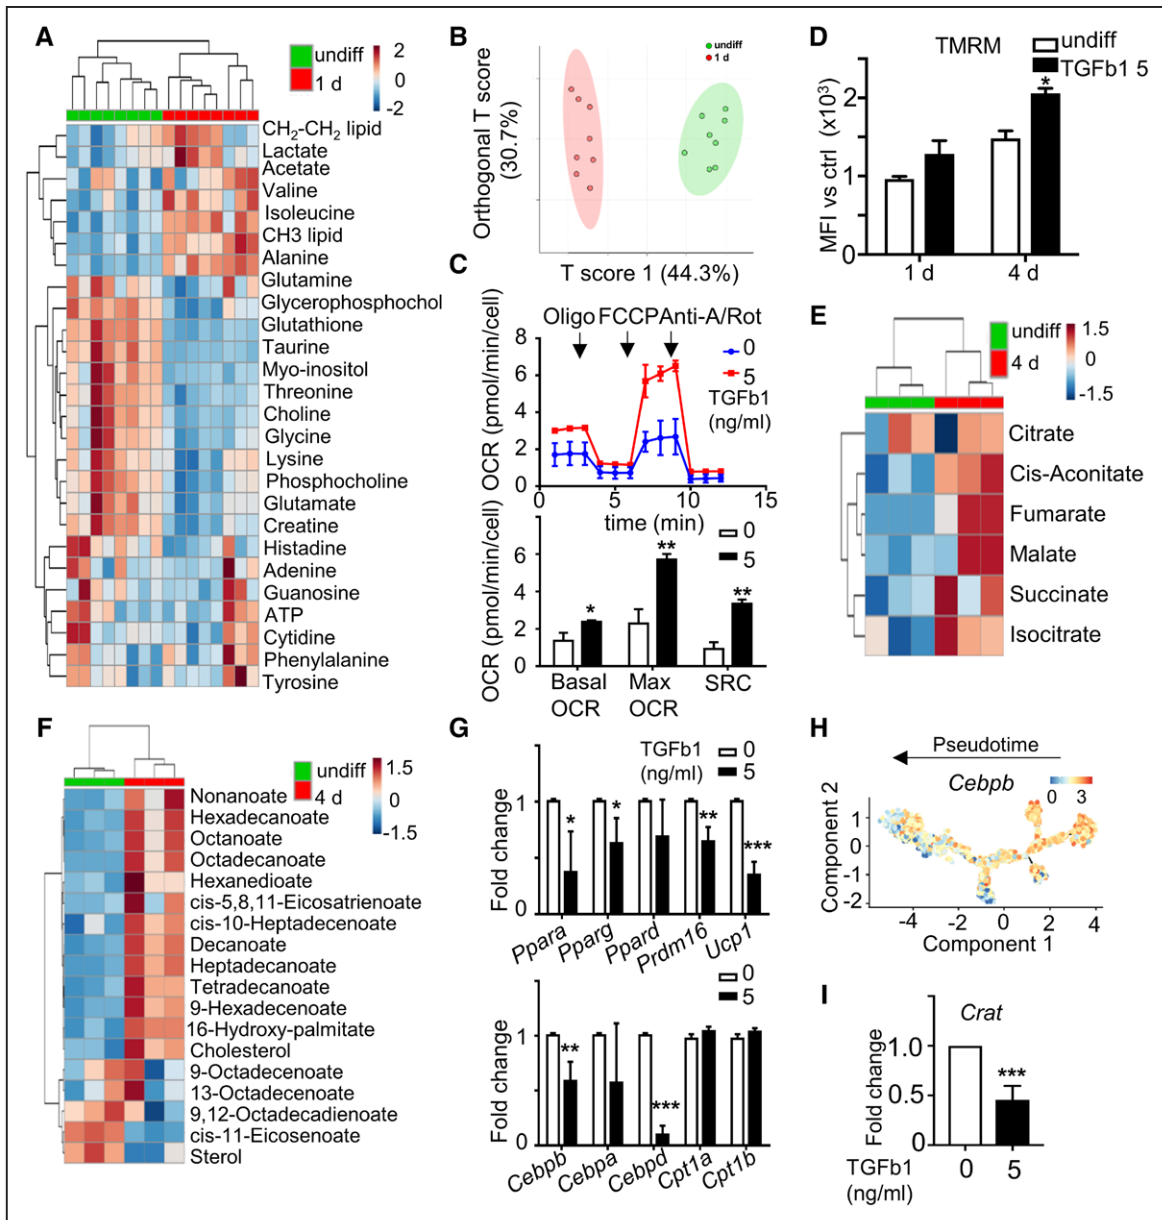 A
undiff
1 d
2
0
-2
CH2-CH2 lipid
Lactate
Acetate
Valine
Isoleucine
CH3 lipid
Alanine
Glutamine
Glycerophosphochol
Glutathione
Taurine
Myo-inositol
Threonine
Choline
Glycine
Lysine
Phosphocholine
Glutamate
Creatine
Histadine
Adenine
Guanosine
ATP
Cytidine
Phenylalanine
Tyrosine
B
undiff
1 d
Orthogonal T score
(30.7%)
T score 1 (44.3%)
C
Oligo FCCPAnti-A/Rot
OCR (pmol/min/cell)
8
6
4
2
0
0
5
TGFb1
(ng/ml)
0 5 10 15
time (min)
OCR (pmol/min/cell)
6
4
2
0
0
5
*
**
**
Basal
OCR
Max
OCR
SRC
D
TMRM
undiff
TGFb1 5
*
MFI vs ctrl (x10³)
2
1
0
1 d 4 d
E
undiff
4 d
1.5
0
-1.5
Citrate
Cis-Aconitate
Fumarate
Malate
Succinate
Isocitrate
F
undiff
4 d
1.5
0
-1.5
Nonanoate
Hexadecanoate
Octanoate
Octadecanoate
Hexanedioate
cis-5,8,11-Eicosatrienoate
cis-10-Heptadecenoate
Decanoate
Heptadecanoate
Tetradecanoate
9-Hexadecenoate
16-Hydroxy-palmitate
Cholesterol
9-Octadecenoate
13-Octadecenoate
9,12-Octadecadienoate
cis-11-Eicosenoate
Sterol
G
TGFb1
(ng/ml)
0
5
Fold change
1
0
*
*
**
***
Ppara
Pparg
Ppard
Prdm16
Ucp1
0
5
Fold change
1
0
**
***
Cebpb
Cebpa
Cebpd
Cpt1a
Cpt1b
H
Pseudotime
Cebpb
0 3
Component 2
1
0
-1
-2
-4 -2 0 2 4
Component 1
I
Crat
Fold change
1.0
0.5
0
***
TGFb1
(ng/ml)
0 5